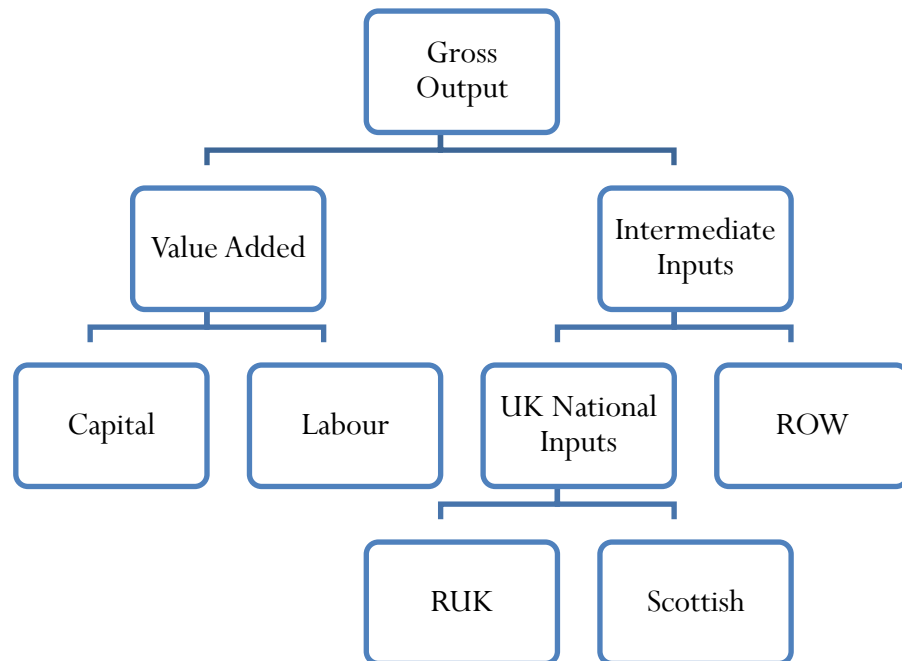 Gross
Output
Value Added
Intermediate
Inputs
Capital
Labour
UK National
Inputs
ROW
RUK
Scottish